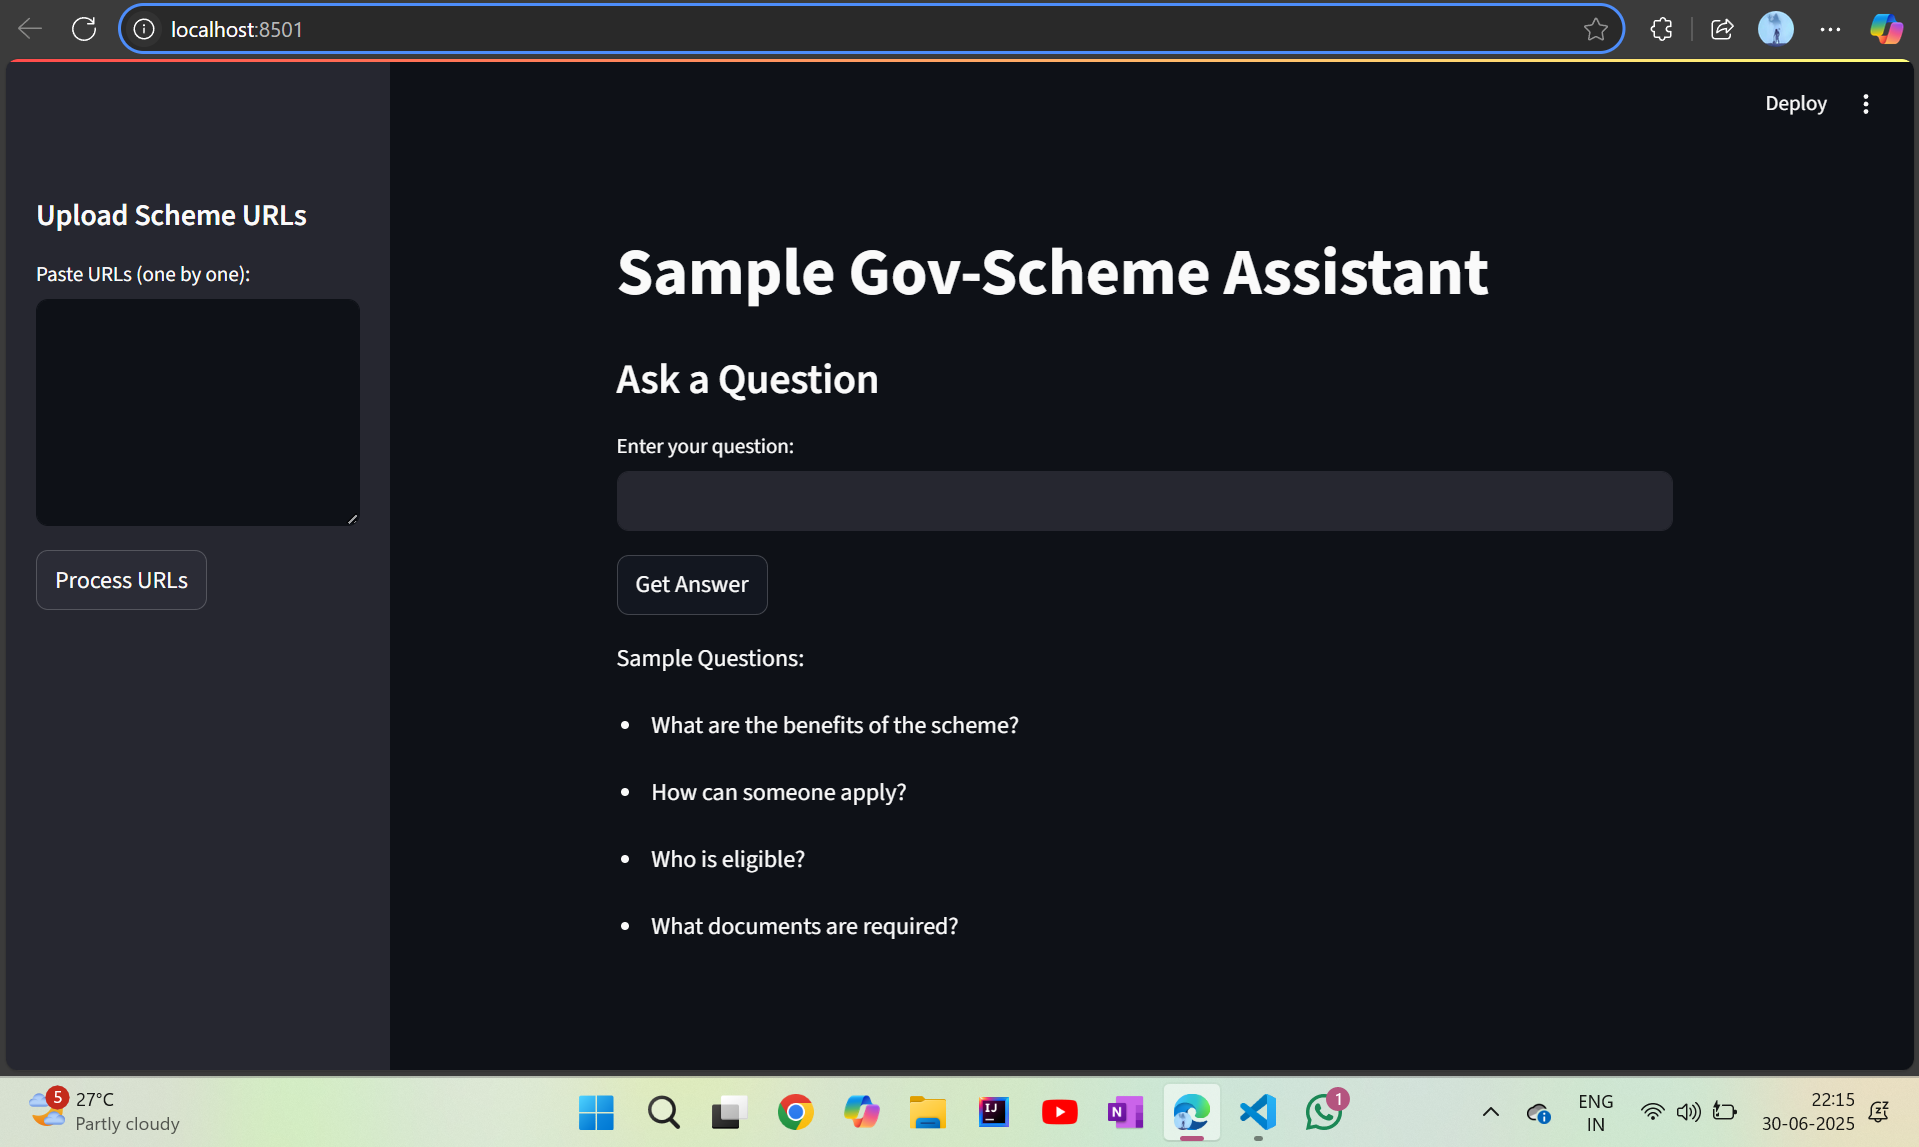 localhost:8501
Deploy
Upload Scheme URLs
Paste URLs (one by one):
Process URLs
Sample Gov-Scheme Assistant
Ask a Question
Enter your question:
Get Answer
Sample Questions:
• What are the benefits of the scheme?
• How can someone apply?
• Who is eligible?
• What documents are required?
5
27°C
Partly cloudy
IJ
N
1
ENG
IN
22:15
30-06-2025